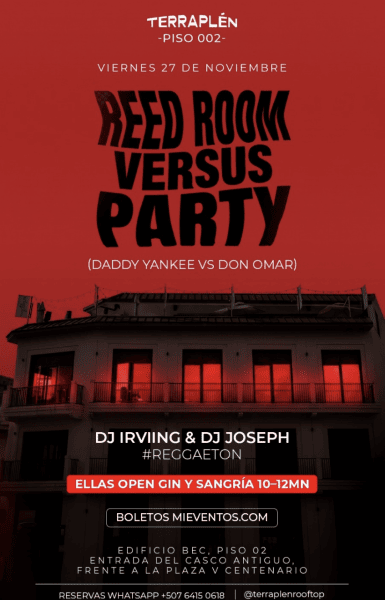 TERRAPLÉN
-PISO 002-
VIERNES 27 DE NOVIEMBRE
REED ROOM
VERSUS
PARTY
(DADDY YANKEE VS DON OMAR)
DJ IRVIING & DJ JOSEPH
#REGGAETON
ELLAS OPEN GIN Y SANGRÍA 10–12MN
BOLETOS MIEVENTOS.COM
EDIFICIO BEC, PISO 02
ENTRADA DEL CASCO ANTIGUO,
FRENTE A LA PLAZA V CENTENARIO
RESERVAS WHATSAPP +507 6415 0618 | @terraplenrooftop